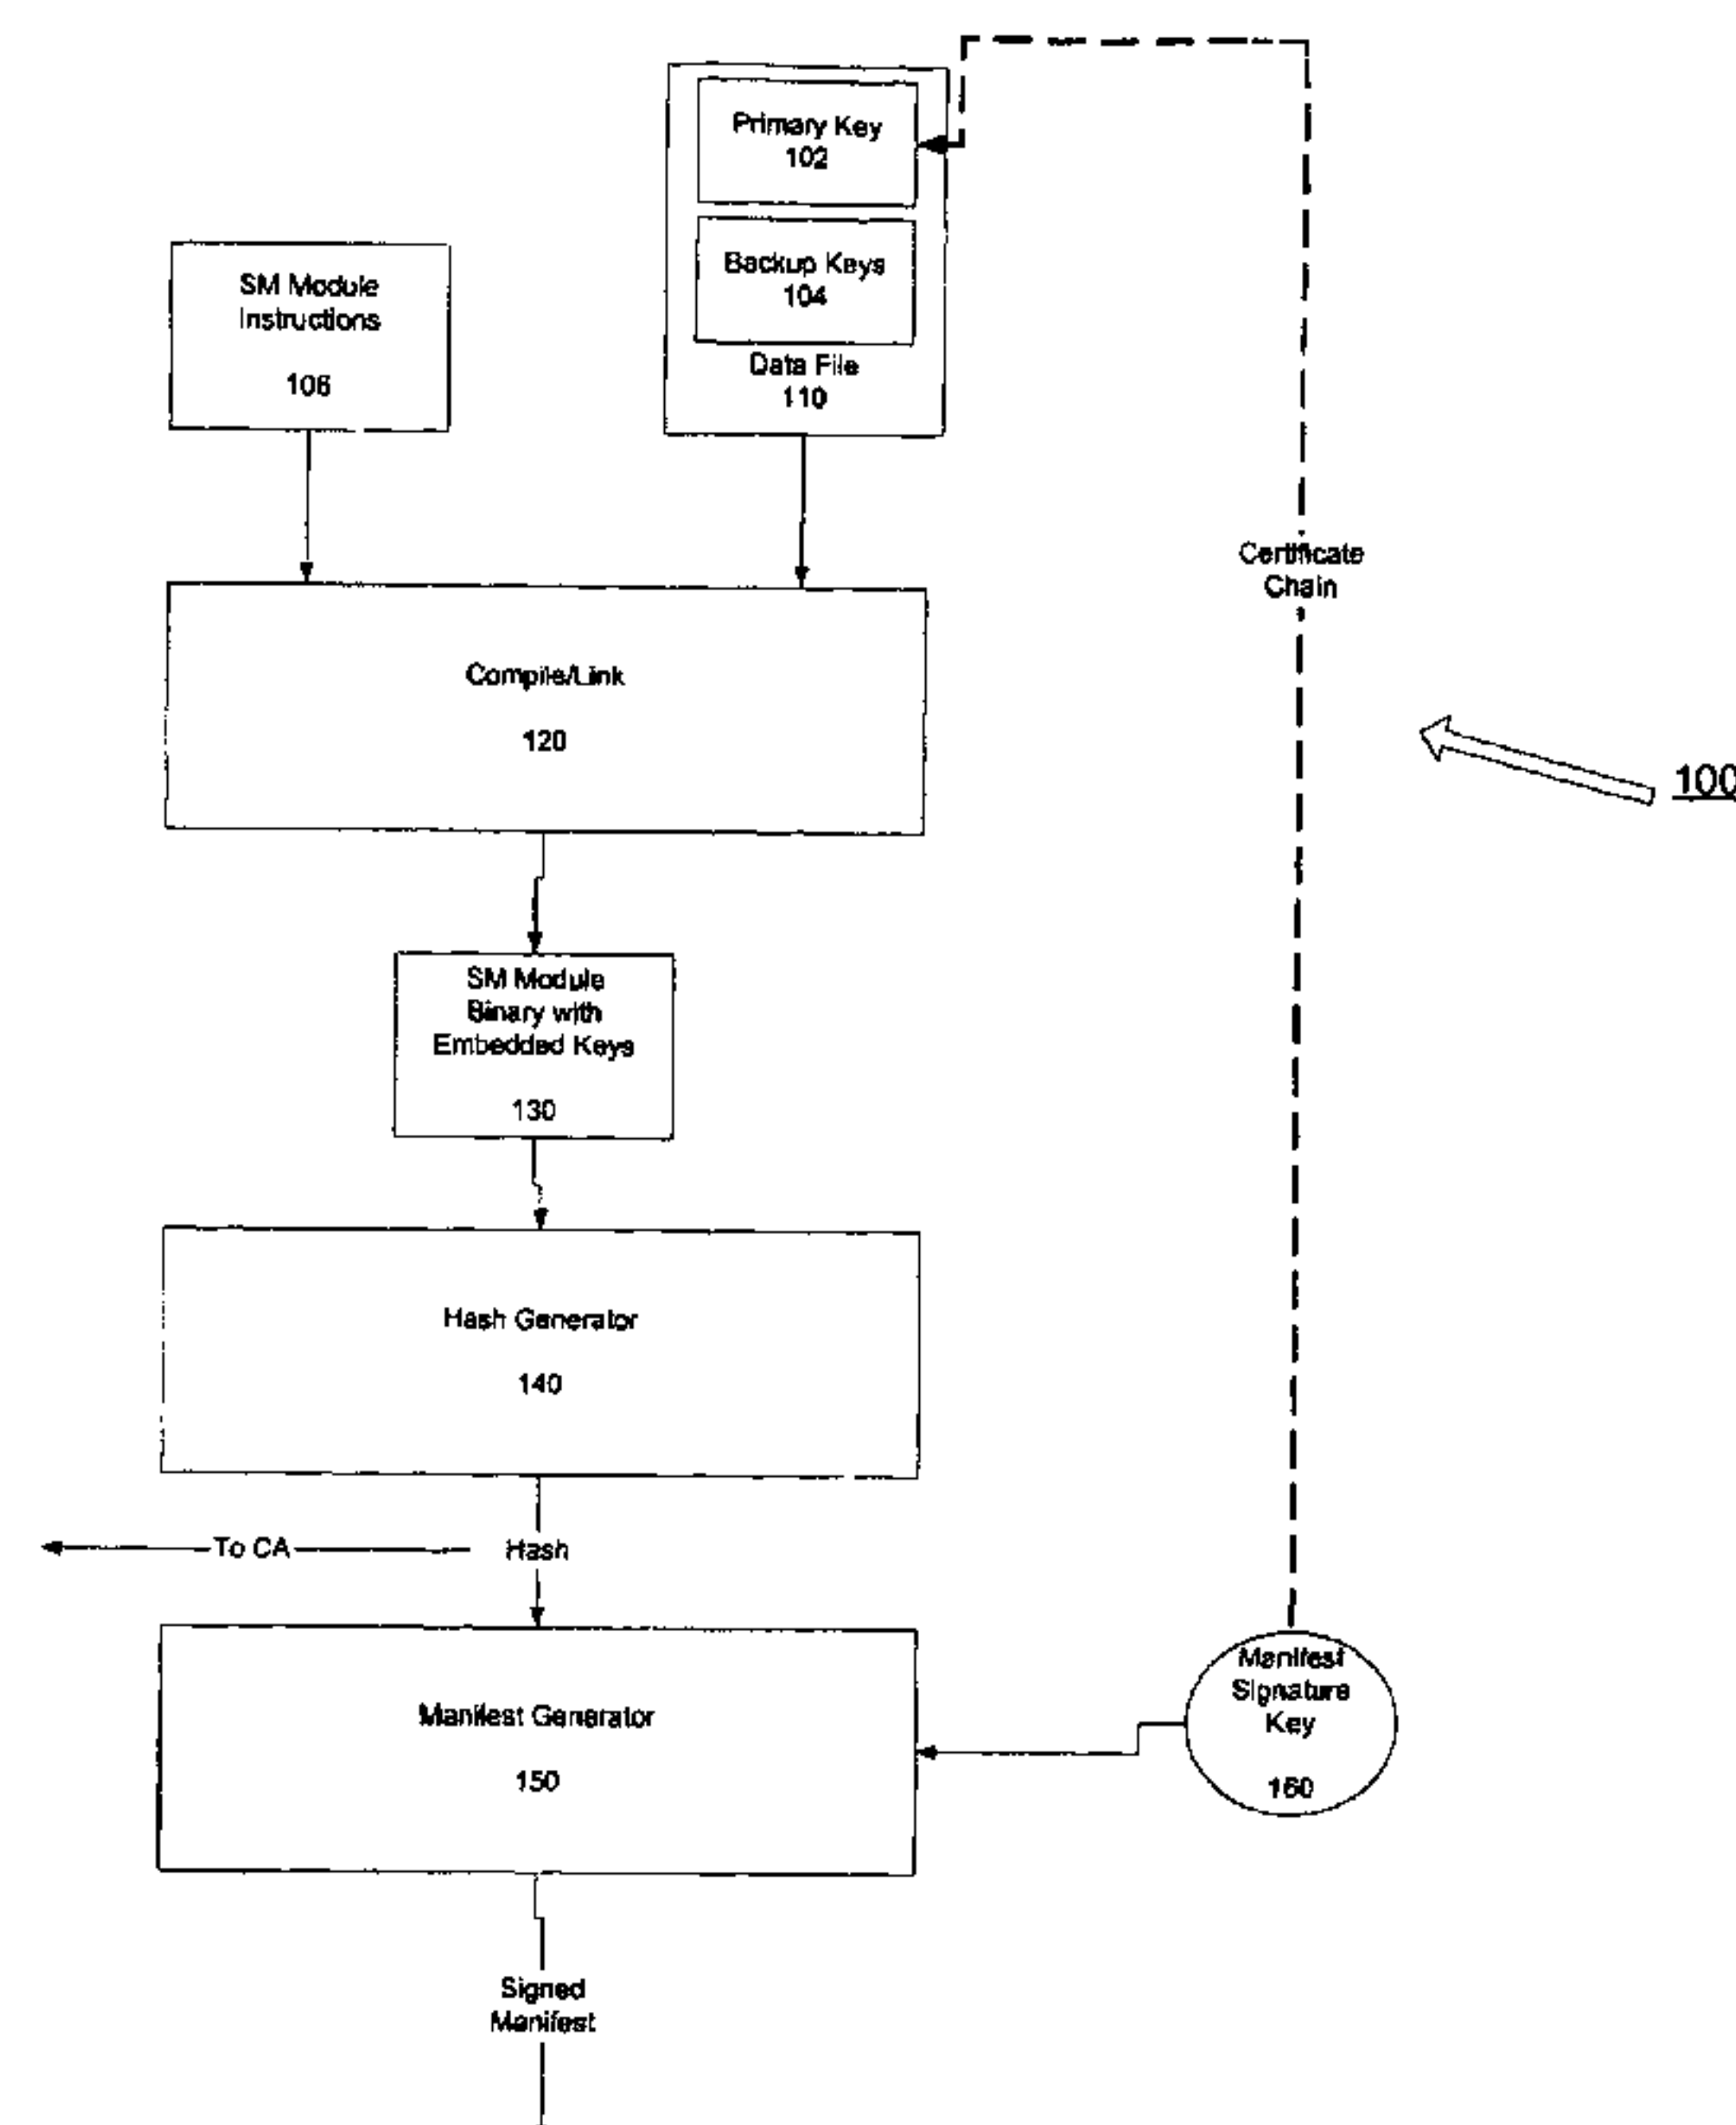 Primary Key
102
Backup Keys
104
Data File
110
SM Module
Instructions
106
Certificate
Chain
Compile/Link
120
100
SM Module
Binary with
Embedded Keys
130
Hash Generator
140
To CA
Hash
Manifest Generator
150
Manifest
Signature
Key
160
Signed
Manifest